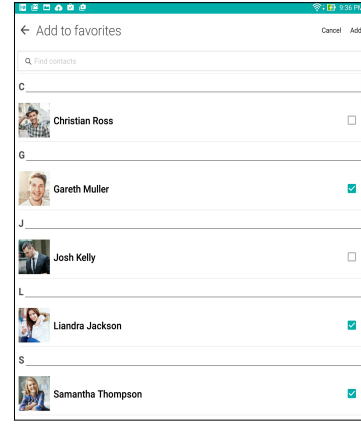 9:36 PM
Add to favorites
Cancel Add
Find contacts
C
Christian Ross
G
Gareth Muller
J
Josh Kelly
L
Liandra Jackson
S
Samantha Thompson